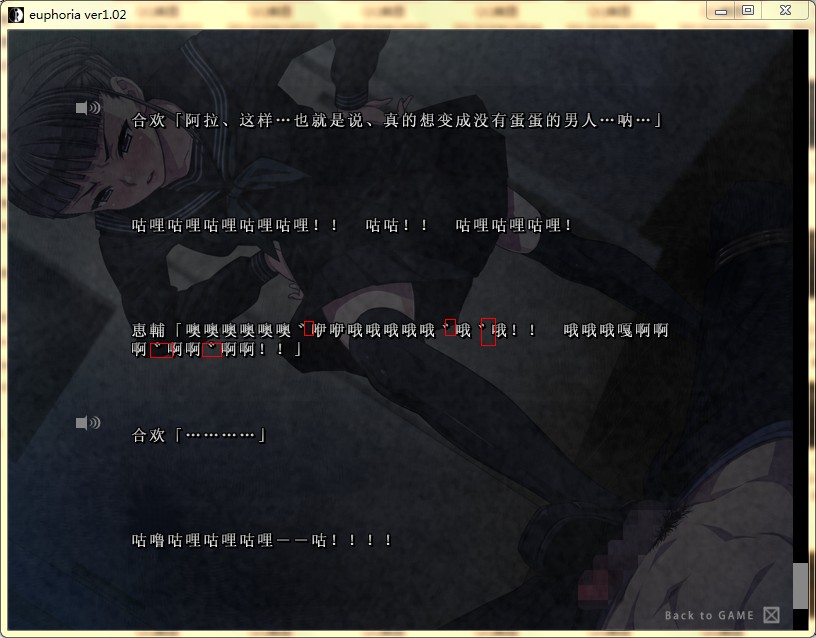 euphoria ver1.02
合欢「阿拉、这样…也就是说、真的想变成没有蛋蛋的男人…呐…」
咕哩咕哩咕哩咕哩咕哩！！　咕咕！！　咕哩咕哩咕哩！
恵輔「噢噢噢噢噢噢゛咿咿哦哦哦哦哦゛哦゛哦！！　哦哦哦嘎啊啊
啊゛啊啊゛啊啊！！」
合欢「…………」
咕噜咕哩咕哩咕哩――咕！！！！
Back to GAME